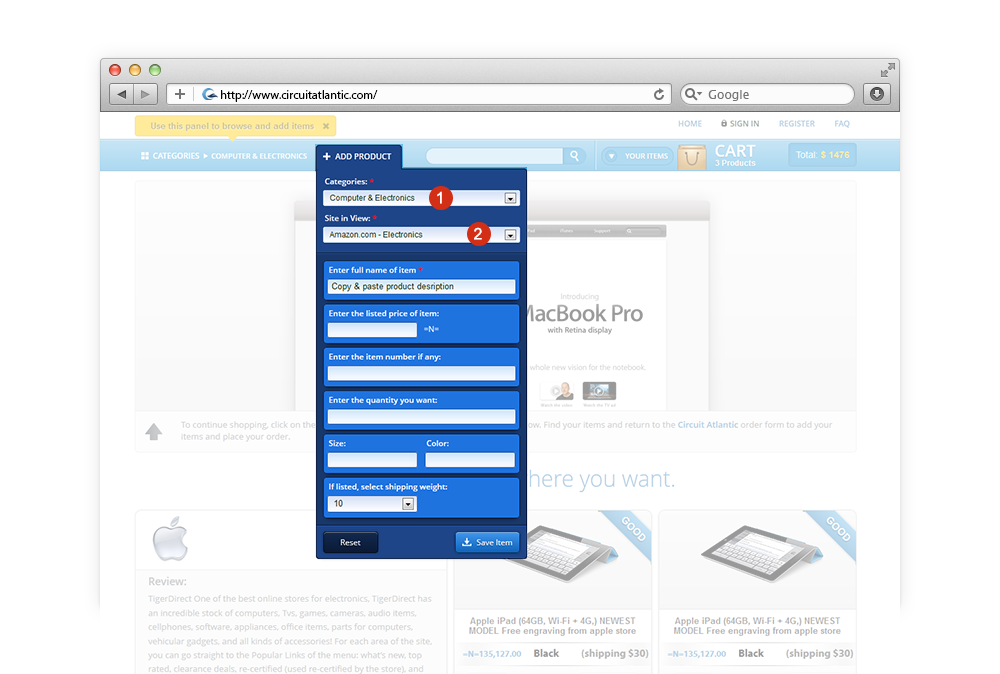 http://www.circuitatlantic.com/
Google
Use this panel to browse and add items x
HOME
SIGN IN
REGISTER
FAQ
CATEGORIES
COMPUTER & ELECTRONICS
+ ADD PRODUCT
YOUR ITEMS
CART
3 Products
Total: $ 1476
Categories: *
Computer & Electronics
1
Site in View: *
Amazon.com - Electronics
2
iPad
iTunes
Support
Enter full name of item *
Copy & paste product desription
Enter the listed price of item:
=N=
Enter the item number if any:
Enter the quantity you want:
Size:
Color:
If listed, select shipping weight:
10
Reset
Save Item
Introducing
MacBook Pro
with Retina display
whole new vision for the notebook.
Watch the video
Watch the TV ad
To continue shopping, click on the
ow. Find your items and return to the Circuit Atlantic order form to add your
items and place your order.
here you want.
Review:
TigerDirect One of the best online stores for electronics, TigerDirect has
an incredible stock of computers, Tvs, games, cameras, audio items,
cellphones, software, appliances, office items, parts for computers,
vehicular gadgets, and all kinds of accessories! For each area of the site,
you can go straight to the Popular Links of the menu: what's new, top
rated, clearance deals, re-certified (used re-certified by the store), and
GOOD
Apple iPad (64GB, Wi-Fi + 4G,) NEWEST
MODEL Free engraving from apple store
=N=135,127.00 Black (shipping $30)
GOOD
Apple iPad (64GB, Wi-Fi + 4G,) NEWEST
MODEL Free engraving from apple store
=N=135,127.00 Black (shipping $30)